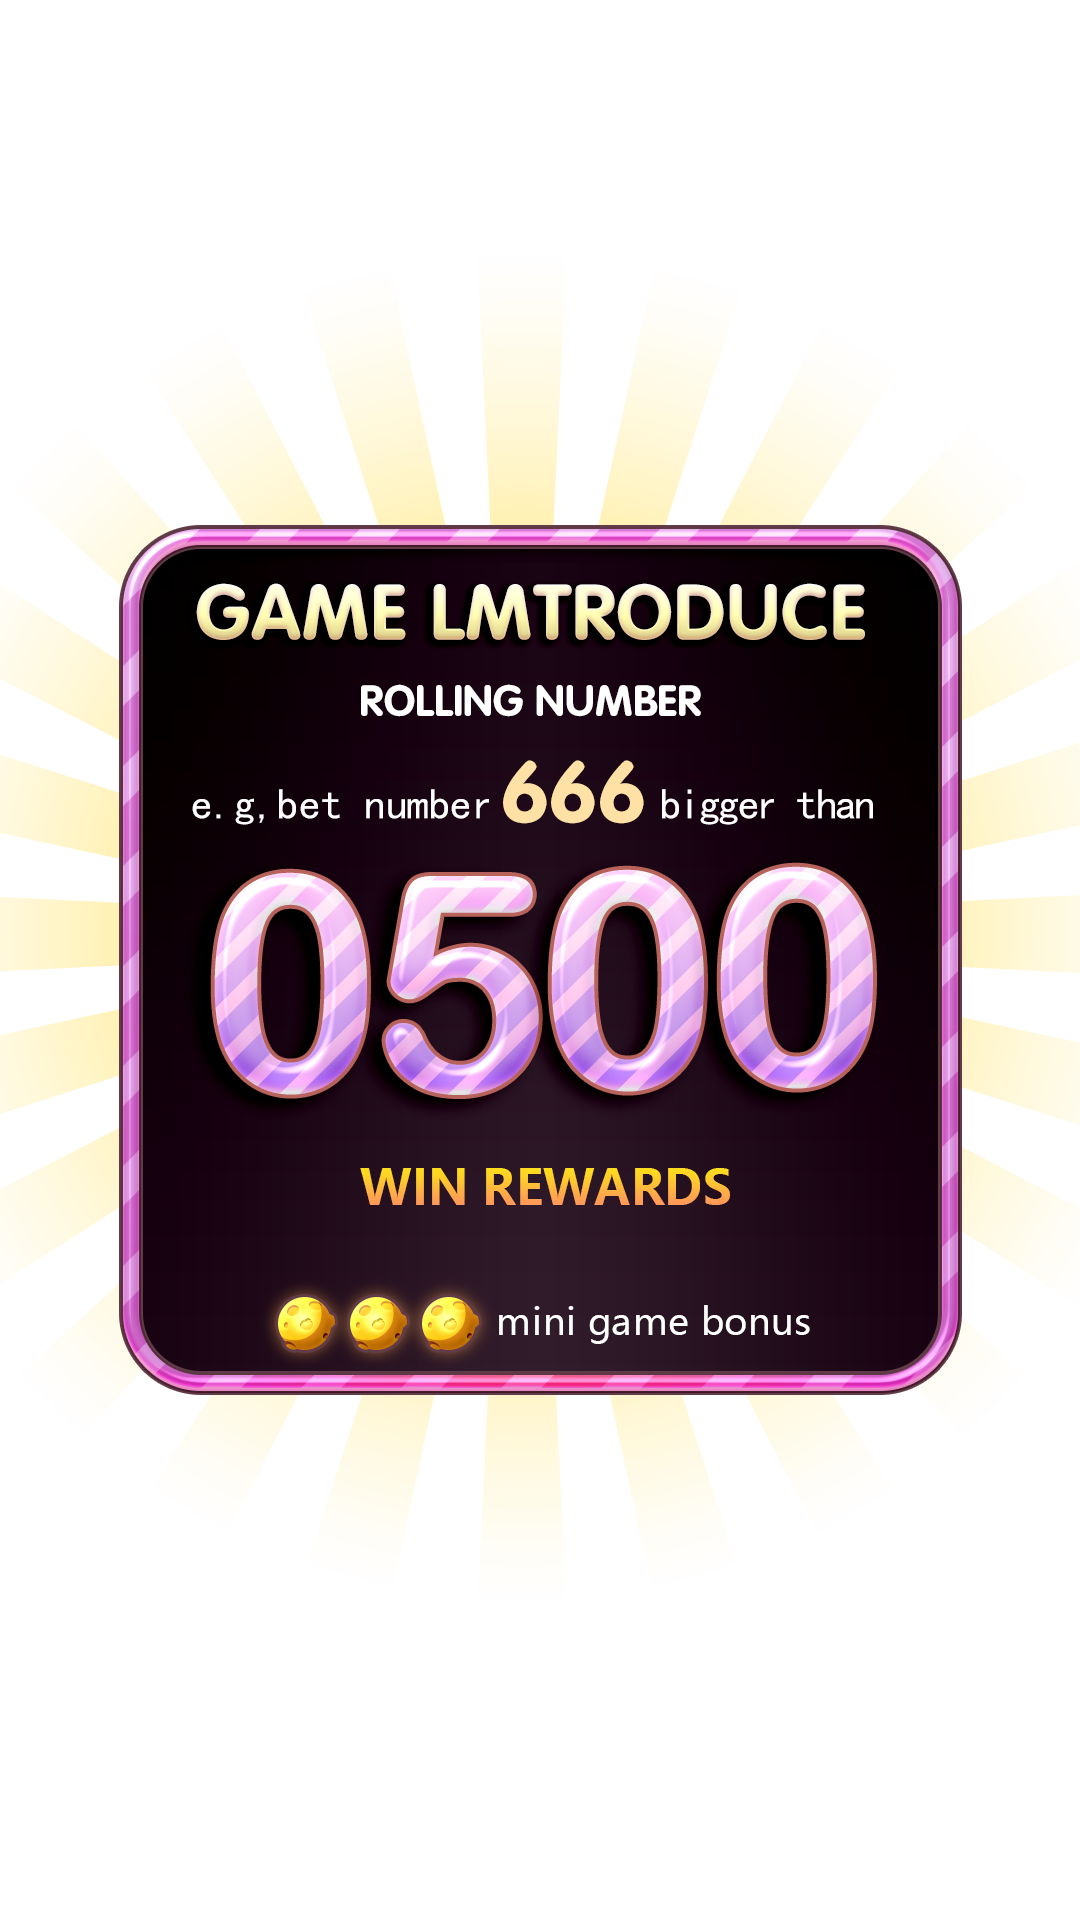 GAME LMTRODUCE
ROLLING NUMBER
e.g,bet number 666 bigger than
0500
WIN REWARDS
mini game bonus